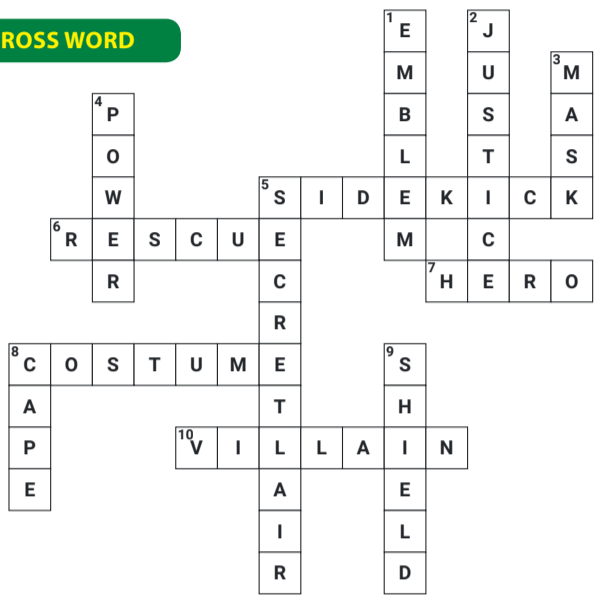 ROSS WORD
1 E 2 J
M U 3 M
4 P B S A
O L T S
W 5 S I D E K I C K
6 R E S C U E M C
R C 7 H E R O
R
8 C O S T U M E 9 S
A T H
P 10 V I L L A I N
E A E
I L
R D